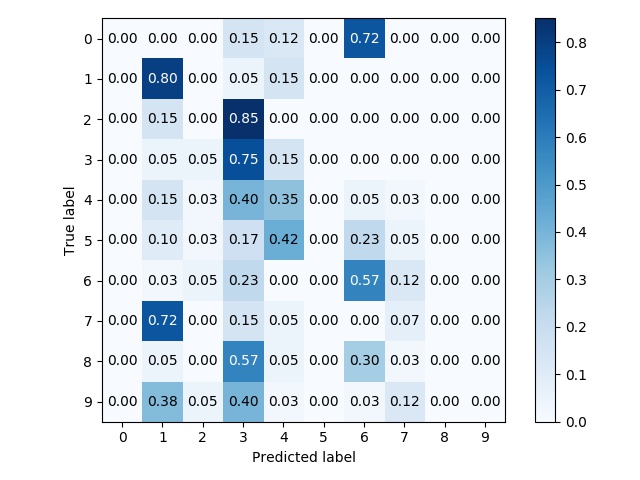 0 0.00 0.00 0.00 0.15 0.12 0.00 0.72 0.00 0.00 0.00
1 0.00 0.80 0.00 0.05 0.15 0.00 0.00 0.00 0.00 0.00
2 0.00 0.15 0.00 0.85 0.00 0.00 0.00 0.00 0.00 0.00
3 0.00 0.05 0.05 0.75 0.15 0.00 0.00 0.00 0.00 0.00
4 0.00 0.15 0.03 0.40 0.35 0.00 0.05 0.03 0.00 0.00
5 0.00 0.10 0.03 0.17 0.42 0.00 0.23 0.05 0.00 0.00
6 0.00 0.03 0.05 0.23 0.00 0.00 0.57 0.12 0.00 0.00
7 0.00 0.72 0.00 0.15 0.05 0.00 0.00 0.07 0.00 0.00
8 0.00 0.05 0.00 0.57 0.05 0.00 0.30 0.03 0.00 0.00
9 0.00 0.38 0.05 0.40 0.03 0.00 0.03 0.12 0.00 0.00
0 1 2 3 4 5 6 7 8 9
Predicted label
True label
0.8
0.7
0.6
0.5
0.4
0.3
0.2
0.1
0.0